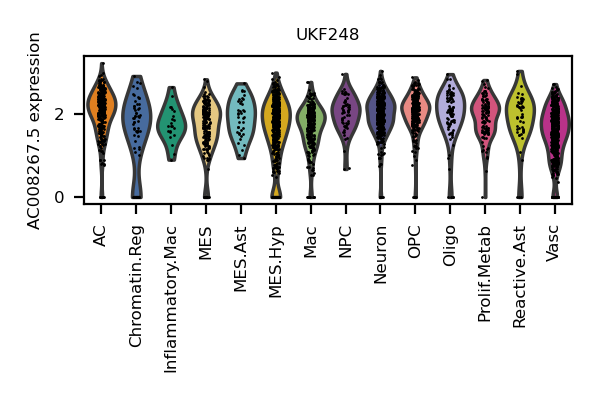 UKF248
AC008267.5 expression
2
0
AC
Chromatin.Reg
Inflammatory.Mac
MES
MES.Ast
MES.Hyp
Mac
NPC
Neuron
OPC
Oligo
Prolif.Metab
Reactive.Ast
Vasc